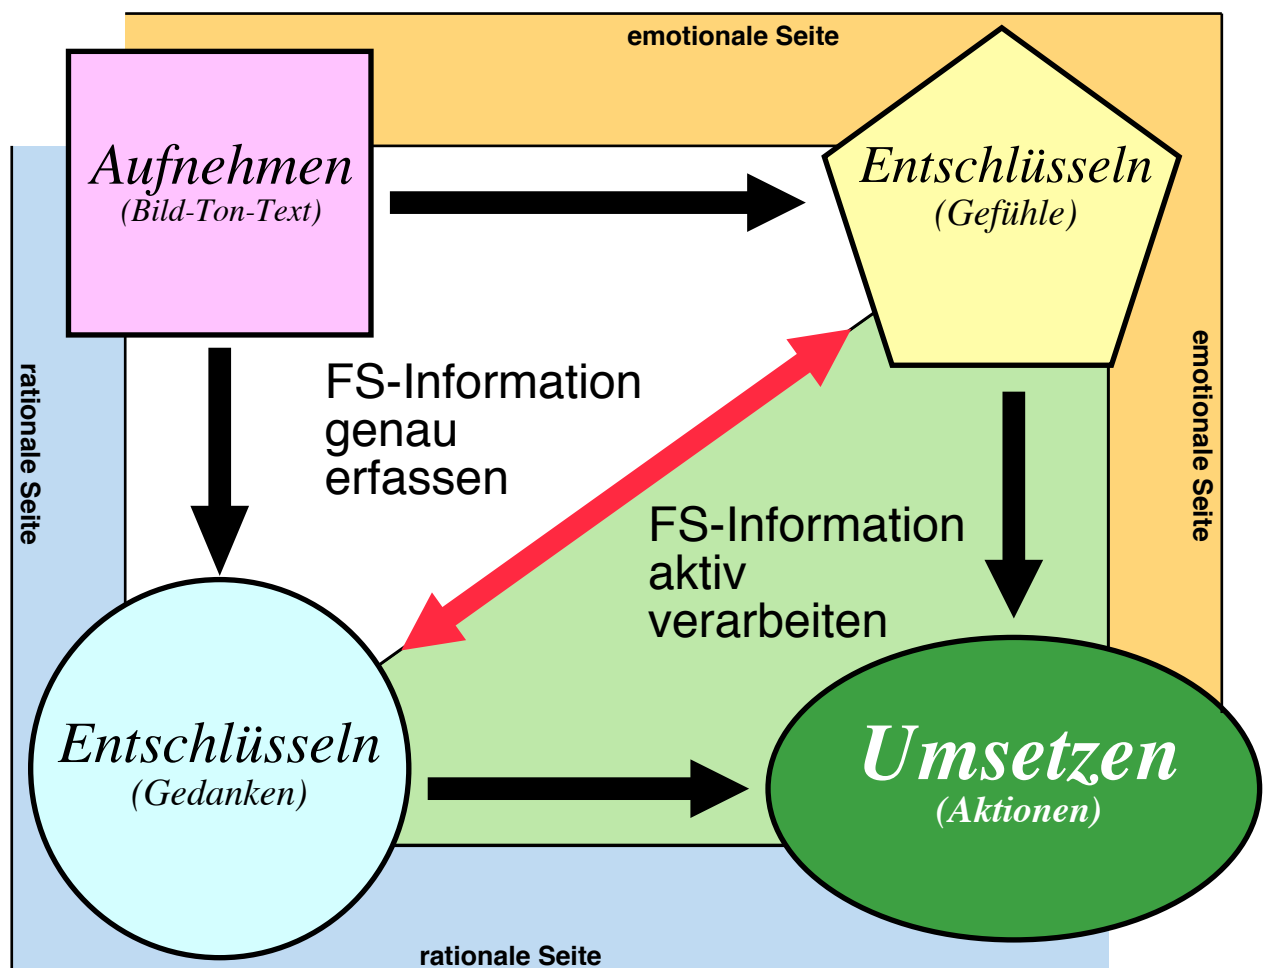 emotionale Seite
Aufnehmen
(Bild-Ton-Text)
Entschlüsseln
(Gefühle)
rationale Seite
FS-Information
genau
erfassen
emotionale Seite
FS-Information
aktiv
verarbeiten
Entschlüsseln
(Gedanken)
Umsetzen
(Aktionen)
rationale Seite